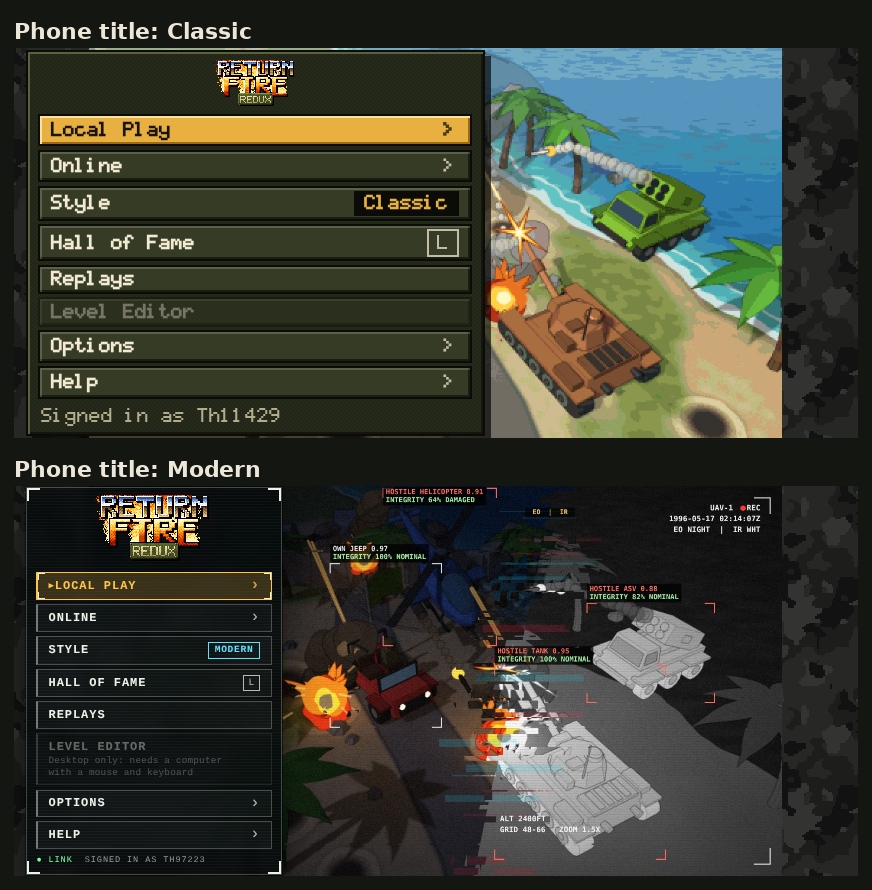 Phone title: Classic
RETURN
FIRE
REDUX
Local Play >
Online >
Style Classic
Hall of Fame L
Replays
Level Editor
Options >
Help >
Signed in as Th11429
Phone title: Modern
RETURN
FIRE
REDUX
▸LOCAL PLAY ›
ONLINE ›
STYLE MODERN
HALL OF FAME L
REPLAYS
LEVEL EDITOR
Desktop only: needs a computer
with a mouse and keyboard
OPTIONS ›
HELP ›
● LINK SIGNED IN AS TH97223
HOSTILE HELICOPTER 0.91
INTEGRITY 64% DAMAGED
EO | IR
UAV-1 ●REC
1996-05-17 02:14:07Z
EO NIGHT | IR WHT
OWN JEEP 0.97
INTEGRITY 100% NOMINAL
HOSTILE ASV 0.88
INTEGRITY 82% NOMINAL
HOSTILE TANK 0.95
INTEGRITY 100% NOMINAL
ALT 2400FT
GRID 48-66 ZOOM 1.5X